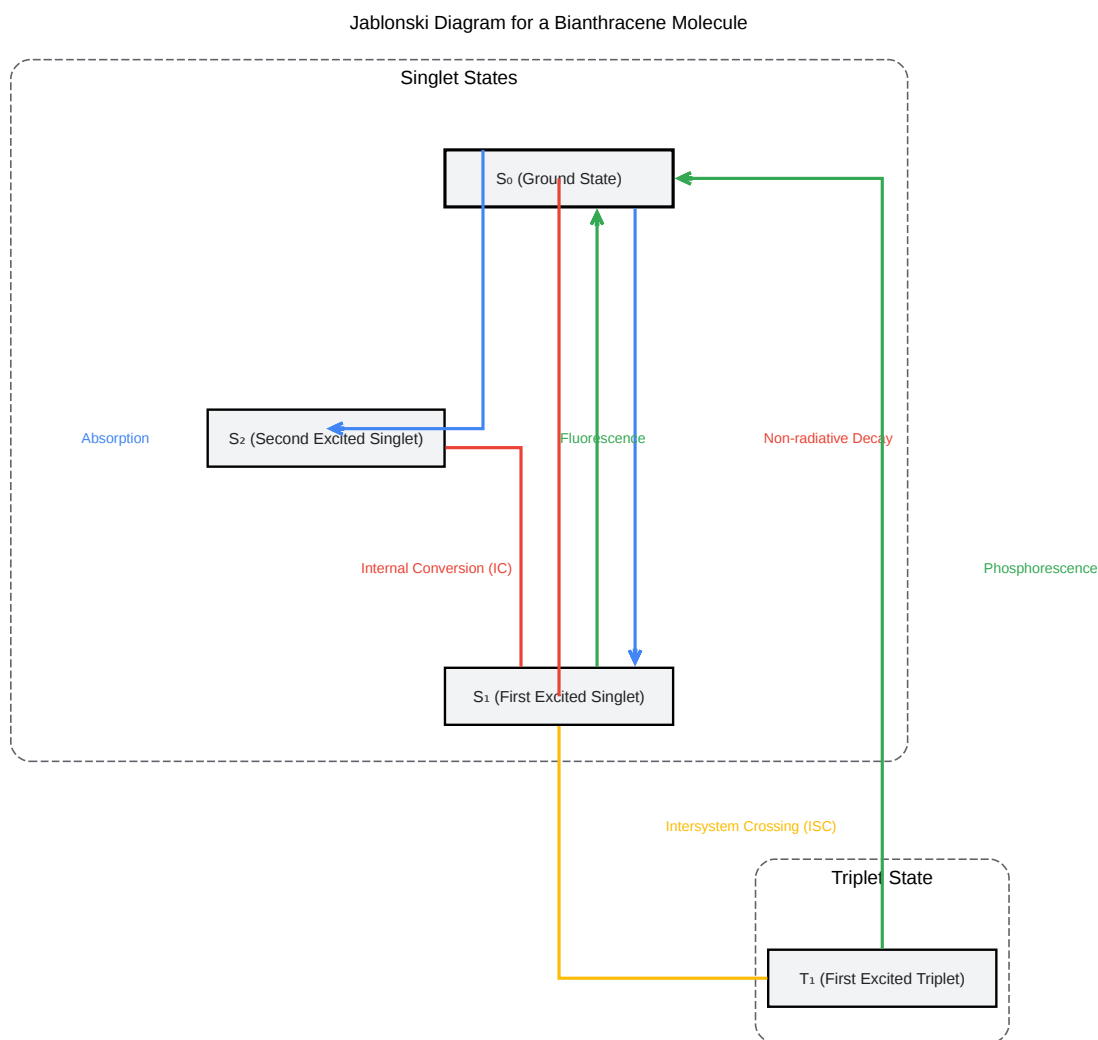 Jablonski Diagram for a Bianthracene Molecule
Singlet States
S₀ (Ground State)
Absorption
S₂ (Second Excited Singlet)
Fluorescence
Non-radiative Decay
Internal Conversion (IC)
Phosphorescence
S₁ (First Excited Singlet)
Intersystem Crossing (ISC)
Triplet State
T₁ (First Excited Triplet)